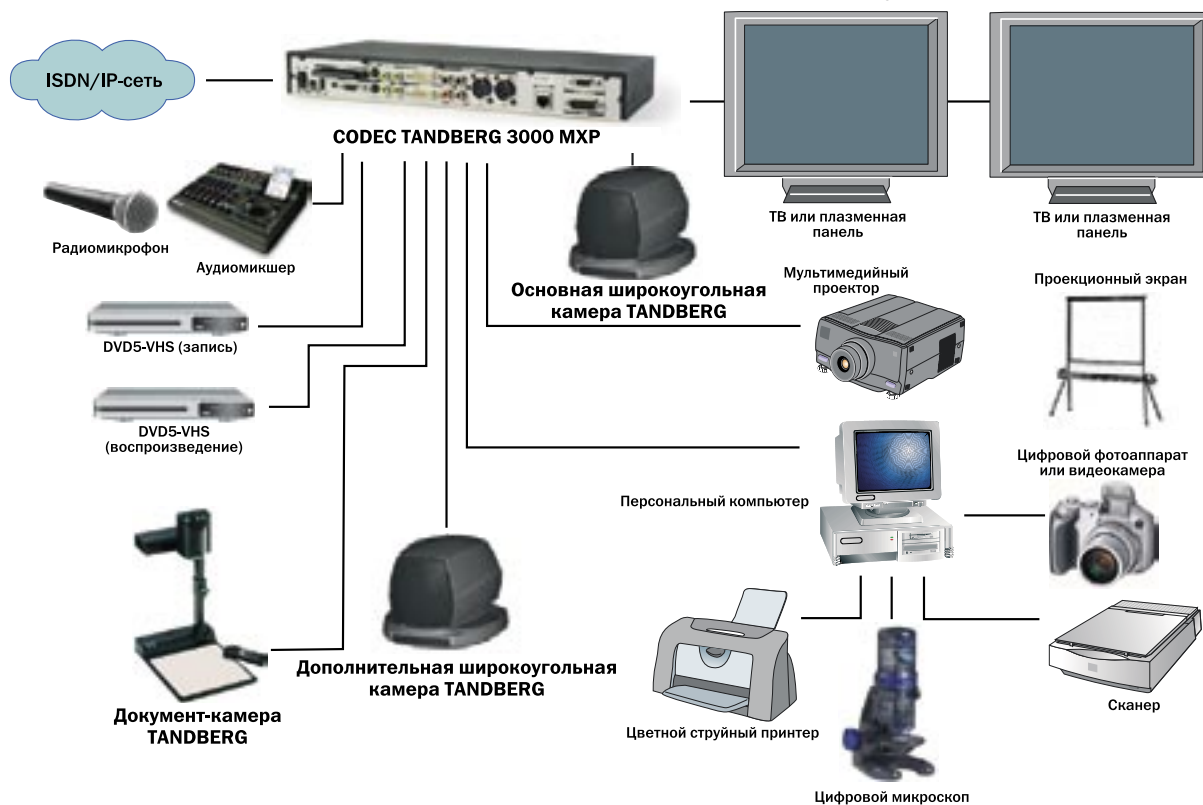 ISDN/IP-сеть
CODEC TANDBERG 3000 MXP
Радиомикрофон
Аудиомикшер
ТВ или плазменная
панель
ТВ или плазменная
панель
Основная широкоугольная
камера TANDBERG
Мультимедийный
проектор
Проекционный экран
DVD5-VHS (запись)
DVD5-VHS
(воспроизведение)
Персональный компьютер
Цифровой фотоаппарат
или видеокамера
Дополнительная широкоугольная
камера TANDBERG
Документ-камера
TANDBERG
Цветной струйный принтер
Сканер
Цифровой микроскоп